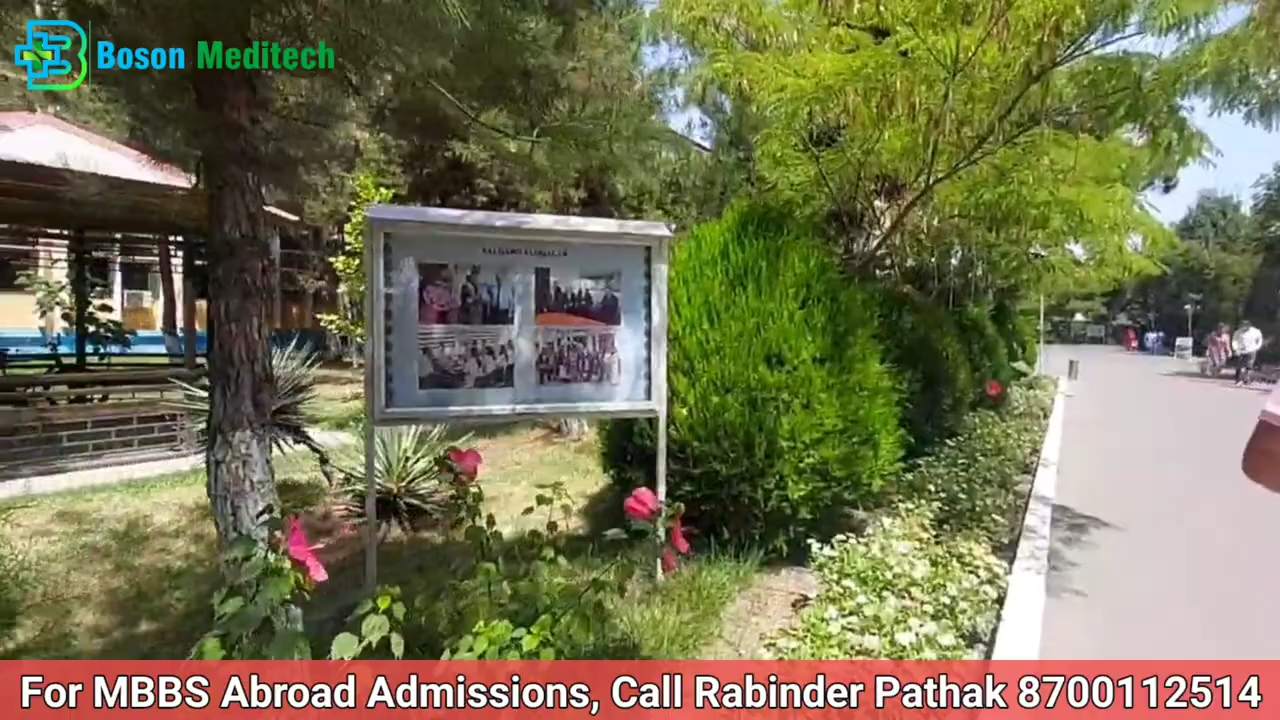 Boson Meditech
For MBBS Abroad Admissions, Call Rabinder Pathak 8700112514